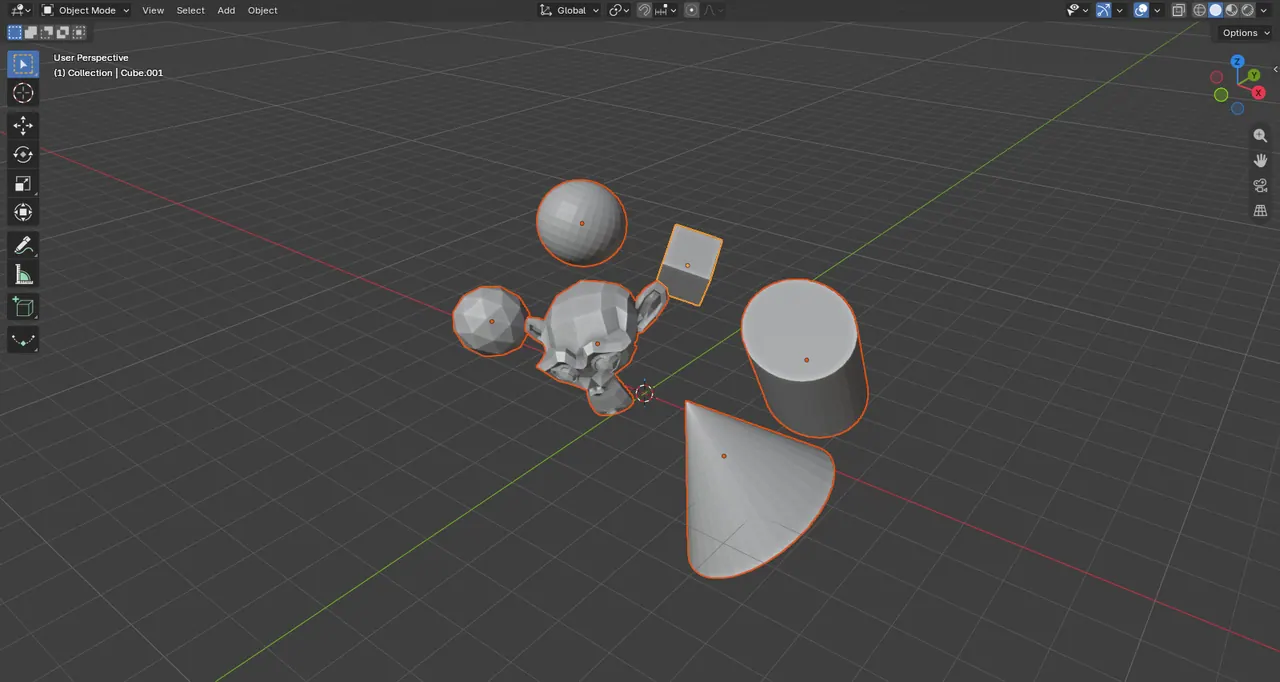 Object Mode View Select Add Object Global
Options
User Perspective
(1) Collection | Cube.001
Z
Y
X